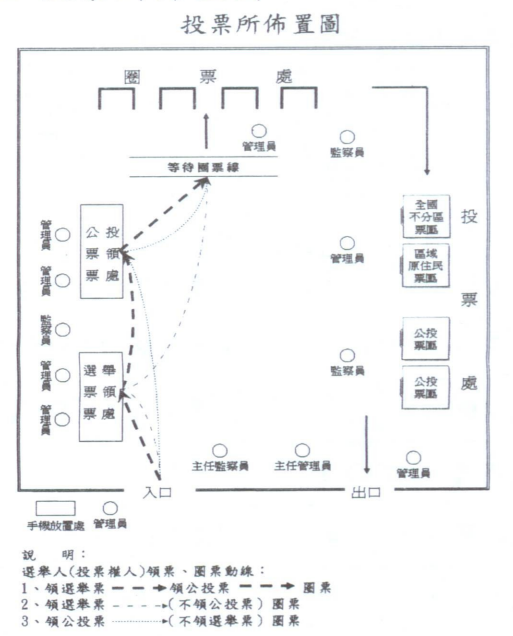 投票所佈置圖
圈 票 處
管理員
監察員
等待圈票線
全國
不分區
票匭
投
票
處
區域
原住民
票匭
公投
票匭
公投
票匭
管理員
公投
票領
票處
管理員
管理員
監察員
管理員
監察員
選舉
票領
票處
管理員
主任監察員
主任管理員
管理員
入口
出口
手機放置處
管理員
說 明：
選舉人(投票權人)領票、圈票動線：
1、領選舉票 領公投票 圈票
2、領選舉票 (不領公投票) 圈票
3、領公投票 (不領選舉票) 圈票